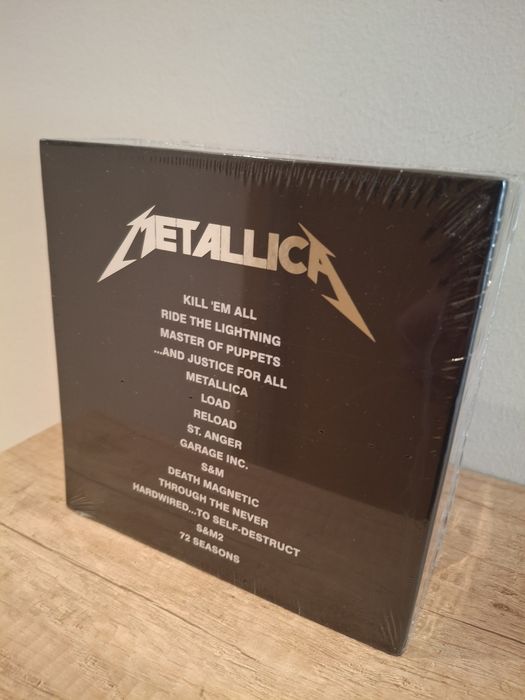 METALLICA
KILL 'EM ALL
RIDE THE LIGHTNING
MASTER OF PUPPETS
...AND JUSTICE FOR ALL
METALLICA
LOAD
RELOAD
ST. ANGER
GARAGE INC.
S&M
DEATH MAGNETIC
THROUGH THE NEVER
HARDWIRED...TO SELF-DESTRUCT
S&M2
72 SEASONS